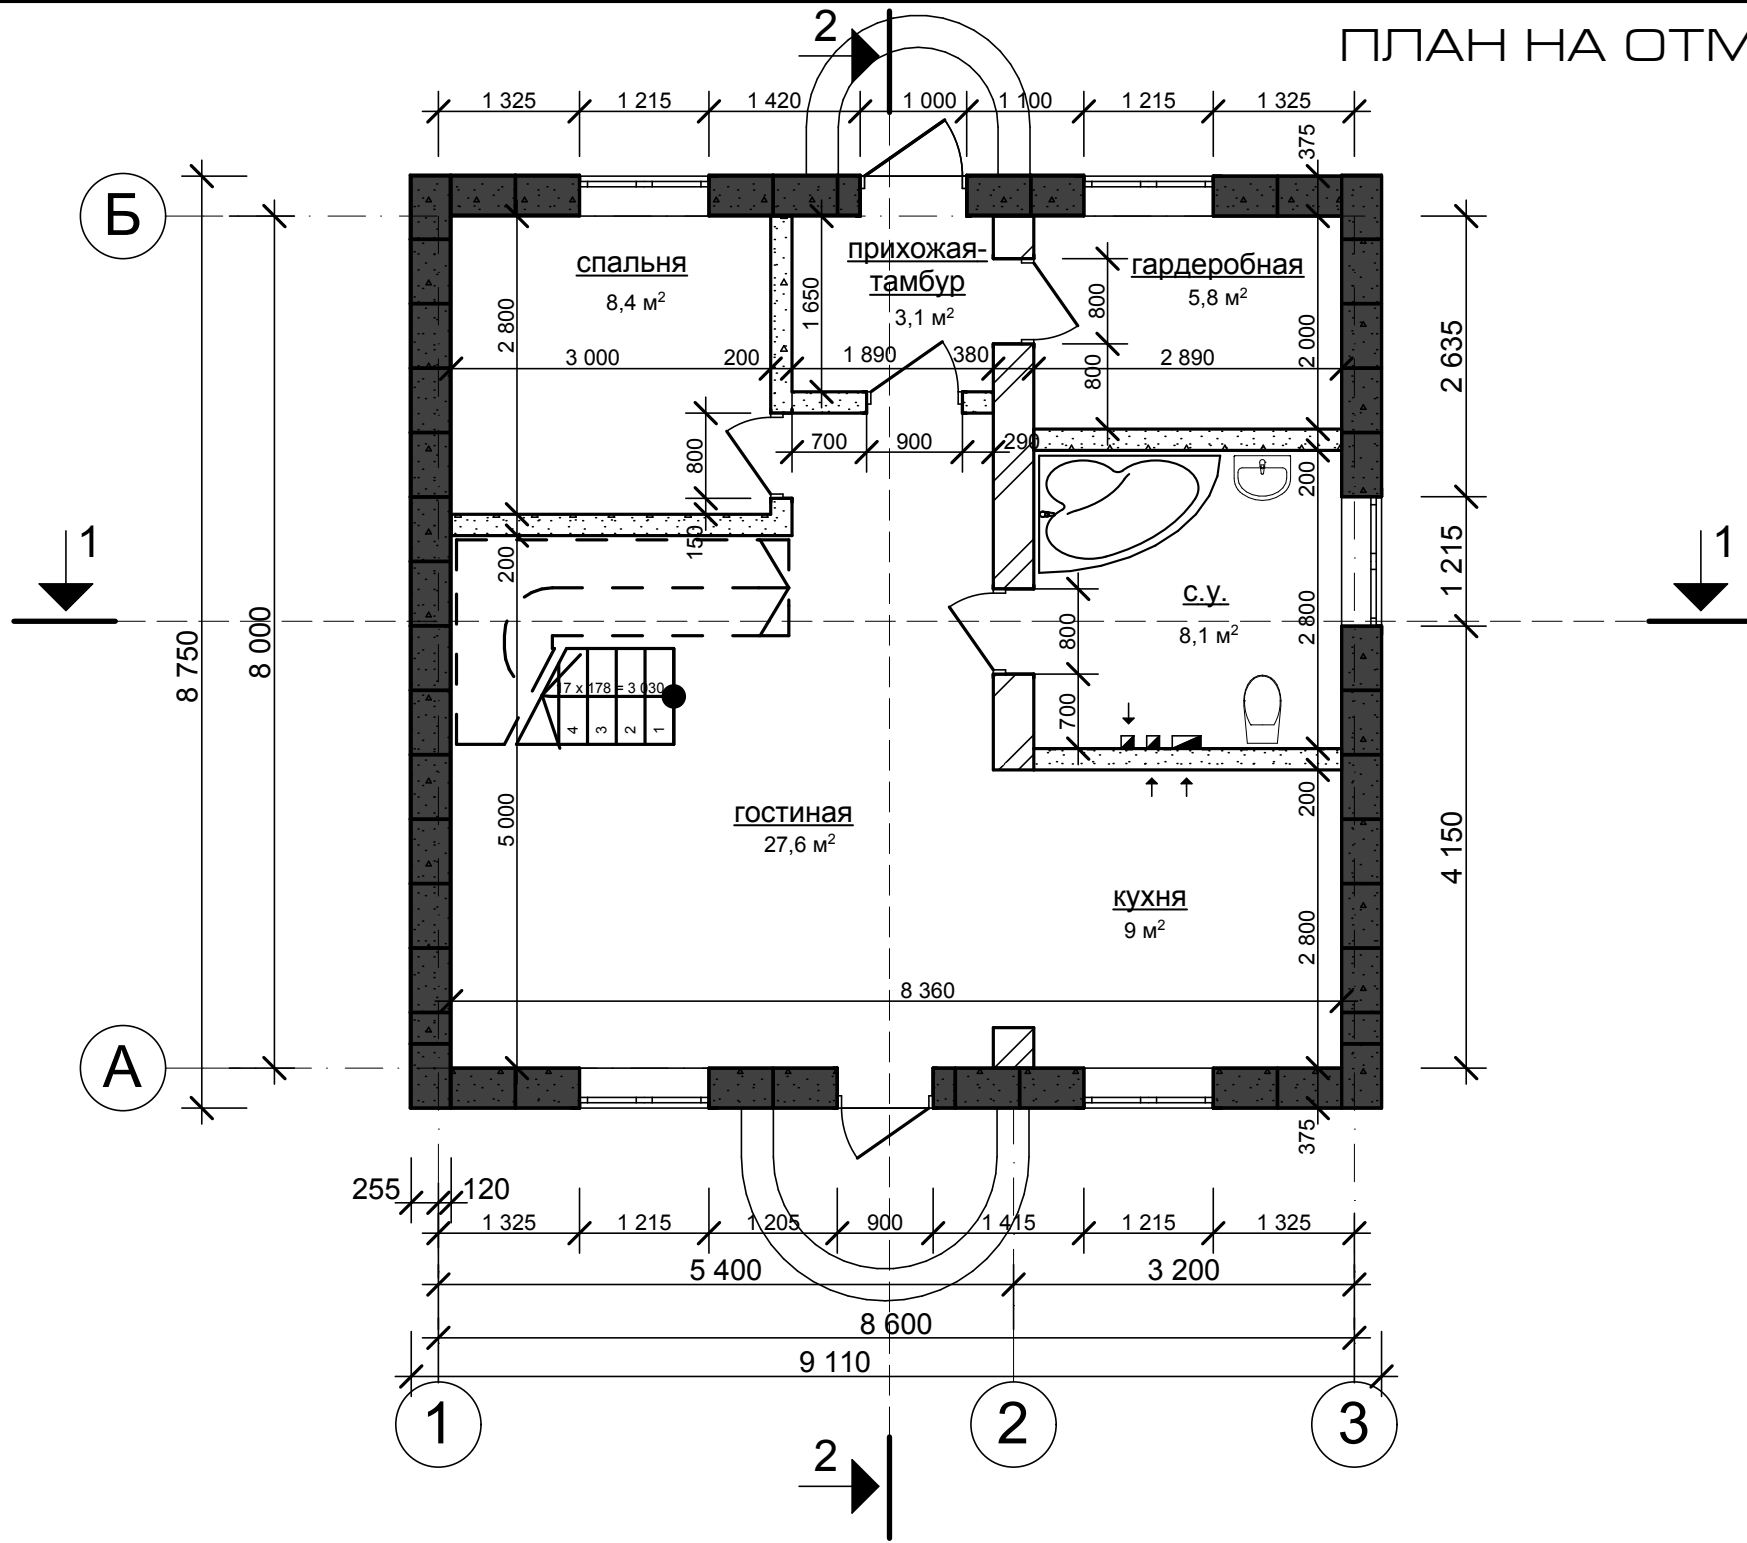 ПЛАН НА ОТМ
2
1 325 1 215 1 420 1 000 1 100 1 215 1 325
375
Б
спальня
8,4 м²
прихожая-
тамбур
3,1 м²
гардеробная
5,8 м²
2 800
1 650
800
2 000
2 635
3 000 200 1 890 380 2 890
800
700 900 290
800
200
150
200
1 215
1
1
8 750
8 000
с.у.
8,1 м²
800
2 800
17 x 178 = 3 030
4 3 2 1
700
5 000
гостиная
27,6 м²
200
4 150
кухня
9 м²
2 800
8 360
А
375
255 120
1 325 1 215 1 205 900 1 415 1 215 1 325
5 400 3 200
8 600
9 110
1 2 3
2